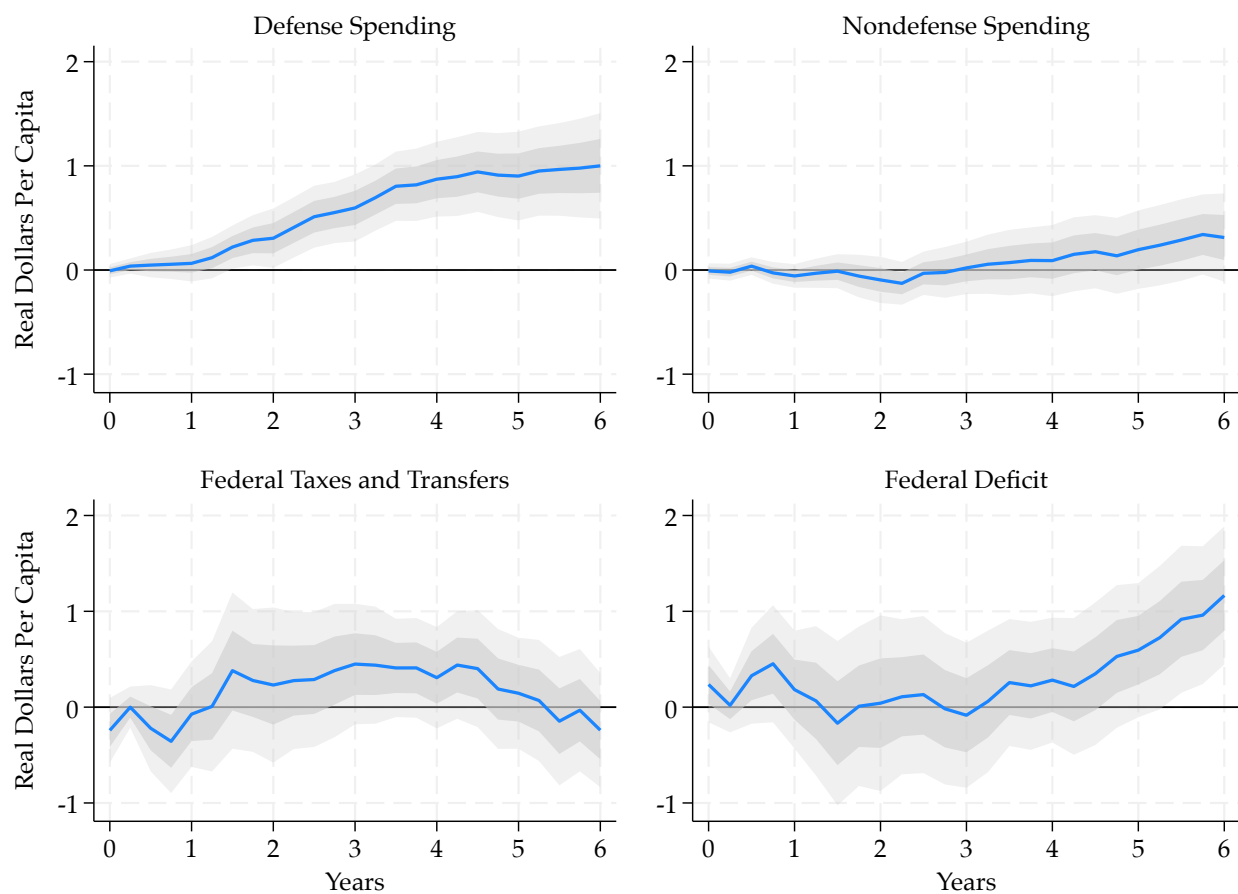 Defense Spending
Nondefense Spending
Real Dollars Per Capita
2
1
0
-1
0 1 2 3 4 5 6
2
1
0
-1
0 1 2 3 4 5 6
Federal Taxes and Transfers
Federal Deficit
Real Dollars Per Capita
2
1
0
-1
0 1 2 3 4 5 6
Years
2
1
0
-1
0 1 2 3 4 5 6
Years